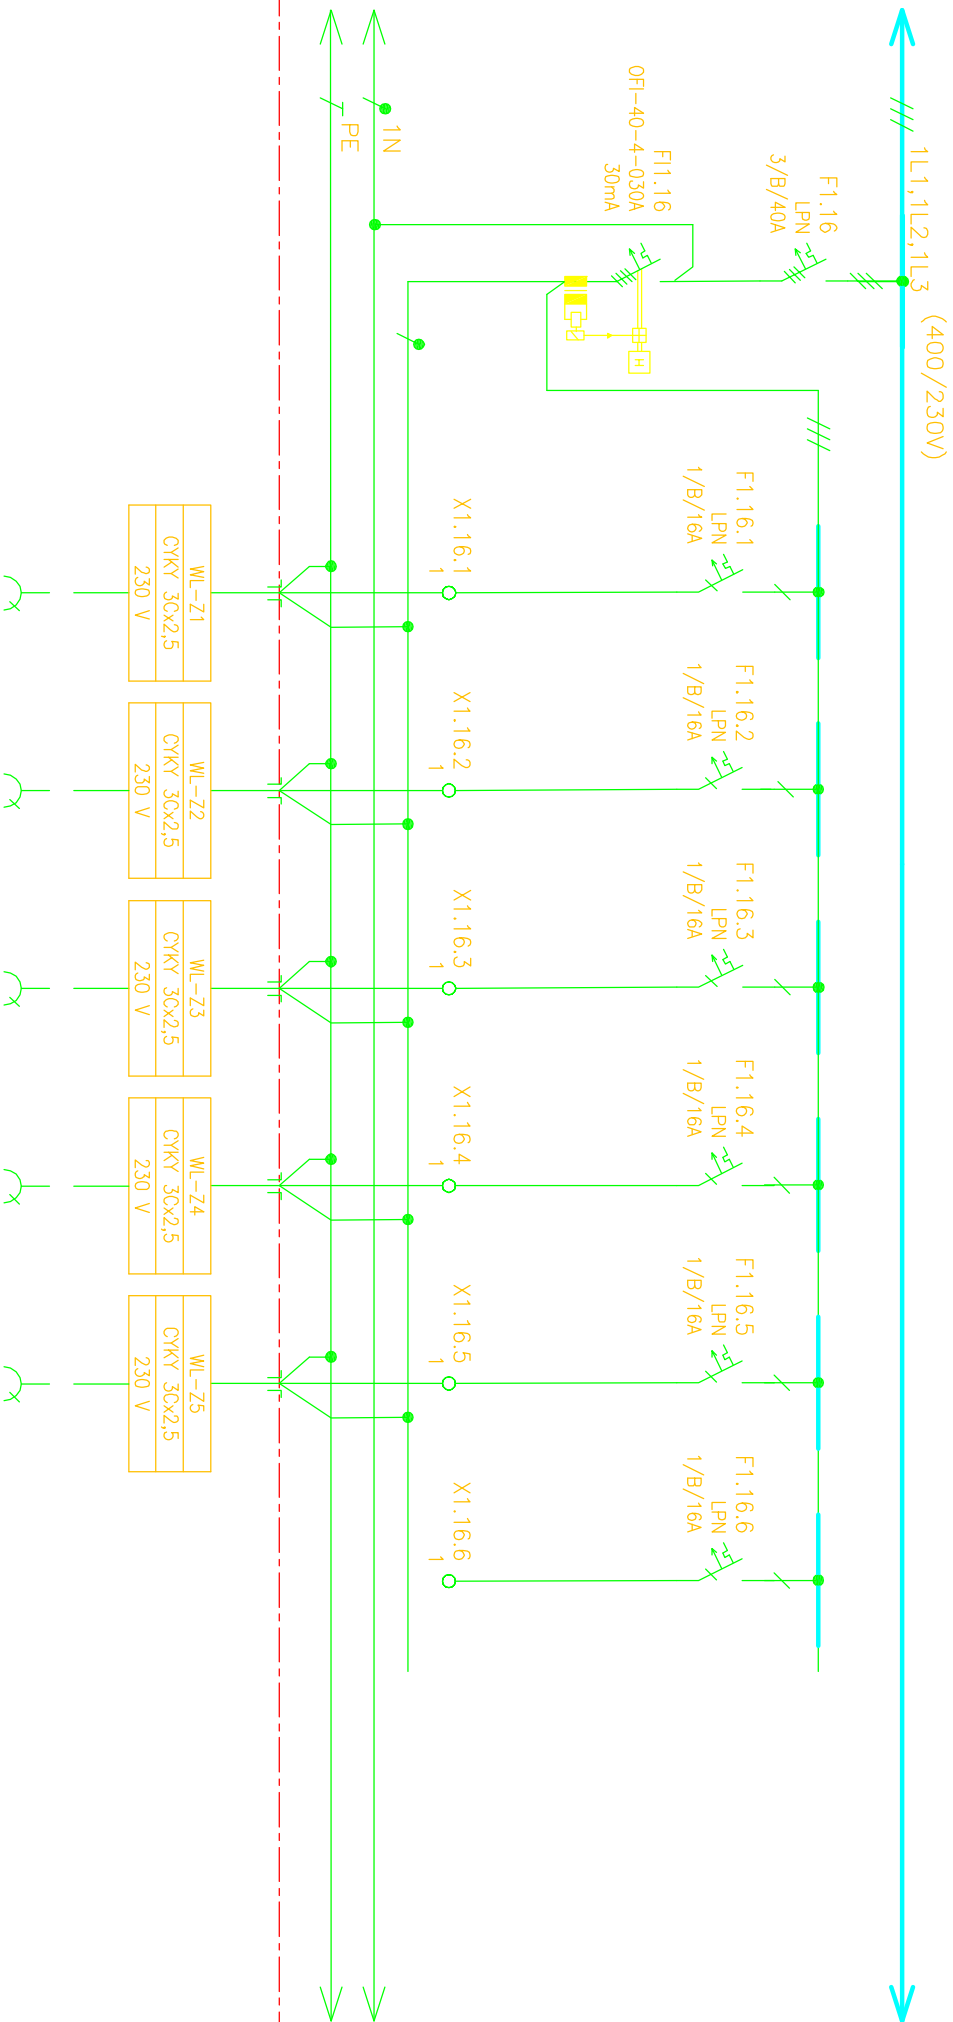 1L1,1L2,1L3 (400/230V)
1N
PE
F1.16
LPN
3/B/40A
FI1.16
OFI-40-4-030A
30mA
H
F1.16.1
LPN
1/B/16A
F1.16.2
LPN
1/B/16A
F1.16.3
LPN
1/B/16A
F1.16.4
LPN
1/B/16A
F1.16.5
LPN
1/B/16A
F1.16.6
LPN
1/B/16A
X1.16.1
1
X1.16.2
1
X1.16.3
1
X1.16.4
1
X1.16.5
1
X1.16.6
1
WL-Z1
CYKY 3Cx2,5
230 V
WL-Z2
CYKY 3Cx2,5
230 V
WL-Z3
CYKY 3Cx2,5
230 V
WL-Z4
CYKY 3Cx2,5
230 V
WL-Z5
CYKY 3Cx2,5
230 V